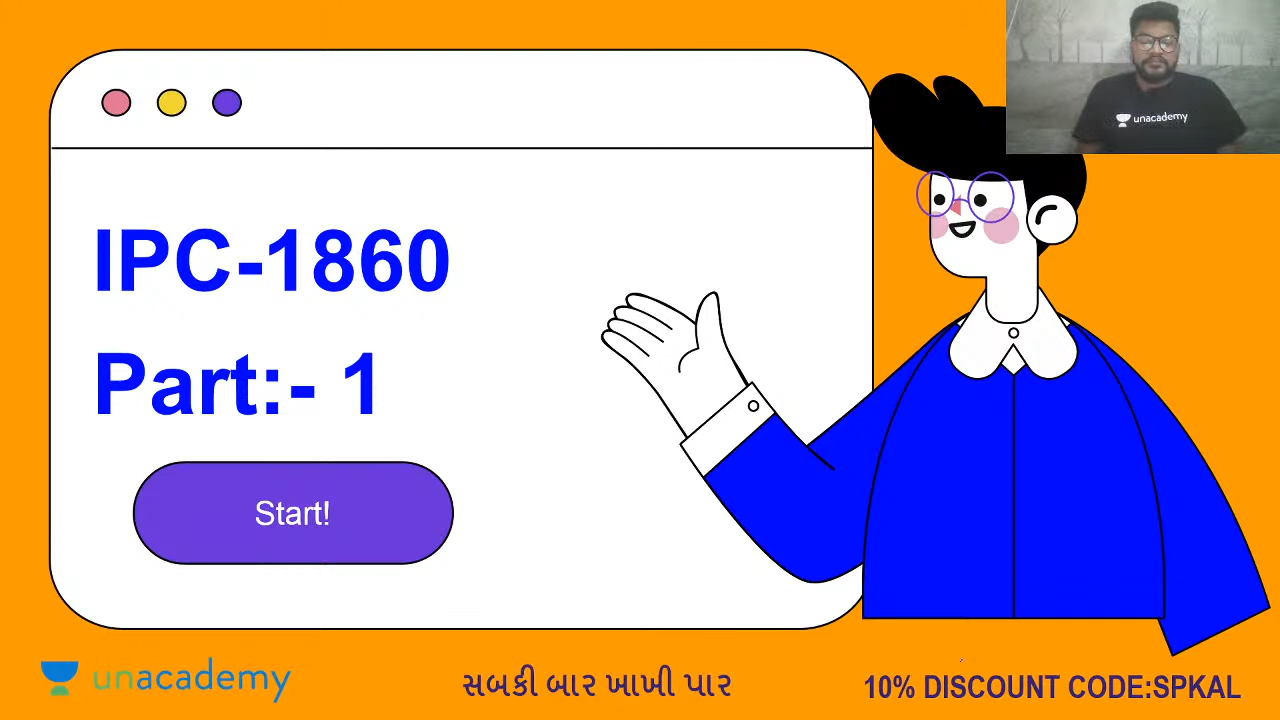 unacademy
IPC-1860
Part:- 1
Start!
unacademy
સબકી બાર ખાખી પાર
10% DISCOUNT CODE:SPKAL